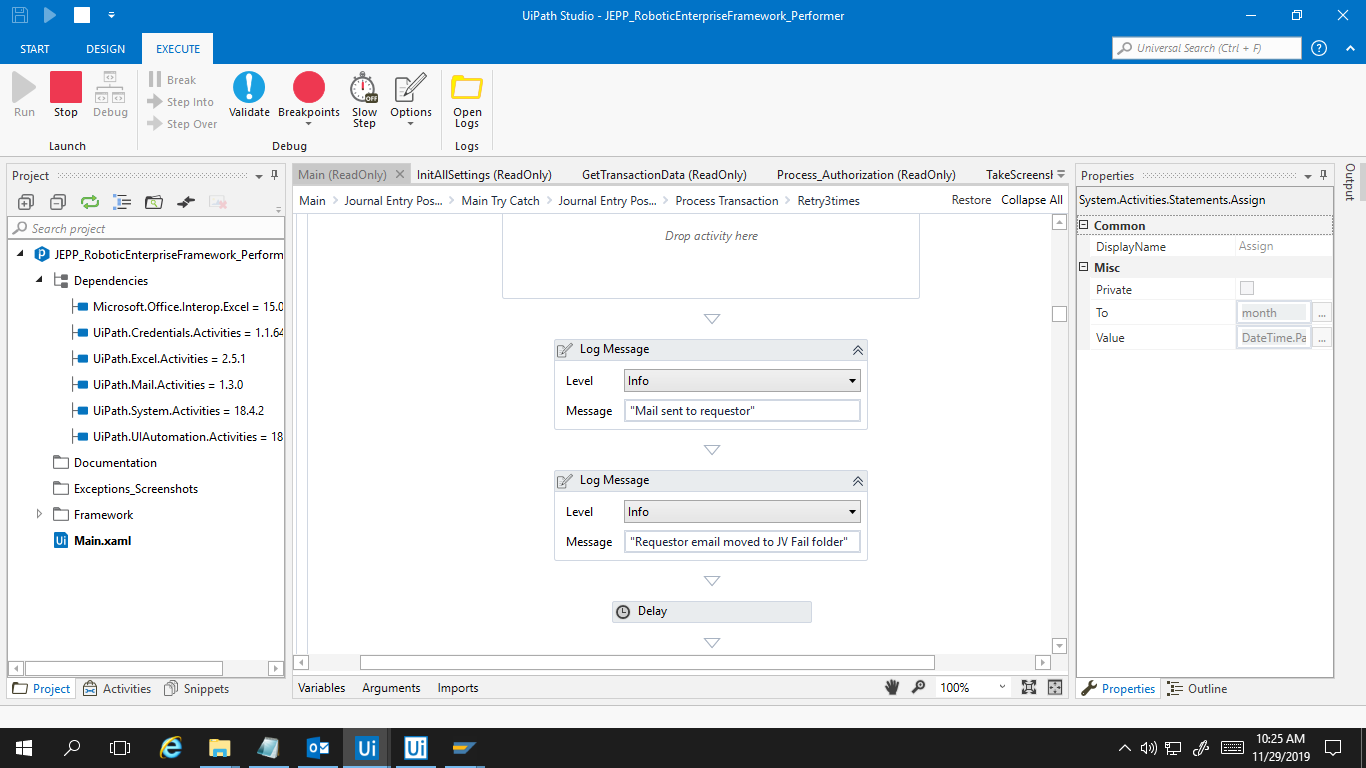 UiPath Studio - JEPP_RoboticEnterpriseFramework_Performer
START DESIGN EXECUTE
Universal Search (Ctrl + F)
Run Stop Debug
Break
Step Into
Step Over
Validate Breakpoints Slow Step Options
OFF
Open Logs
Launch Debug Logs
Project
Search project
JEPP_RoboticEnterpriseFramework_Perform
Dependencies
Microsoft.Office.Interop.Excel = 15.0
UiPath.Credentials.Activities = 1.1.64
UiPath.Excel.Activities = 2.5.1
UiPath.Mail.Activities = 1.3.0
UiPath.System.Activities = 18.4.2
UiPath.UIAutomation.Activities = 18
Documentation
Exceptions_Screenshots
Framework
Ui Main.xaml
Project Activities Snippets
Main (ReadOnly) InitAllSettings (ReadOnly) GetTransactionData (ReadOnly) Process_Authorization (ReadOnly) TakeScreensh
Main Journal Entry Pos... Main Try Catch Journal Entry Pos... Process Transaction Retry3times Restore Collapse All
Drop activity here
Log Message
Level Info
Message "Mail sent to requestor"
Log Message
Level Info
Message "Requestor email moved to JV Fail folder"
Delay
Variables Arguments Imports 100%
Properties
System.Activities.Statements.Assign
Common
DisplayName Assign
Misc
Private
To month ...
Value DateTime.Pa ...
Properties Outline
Output
Ui Ui
10:25 AM
11/29/2019